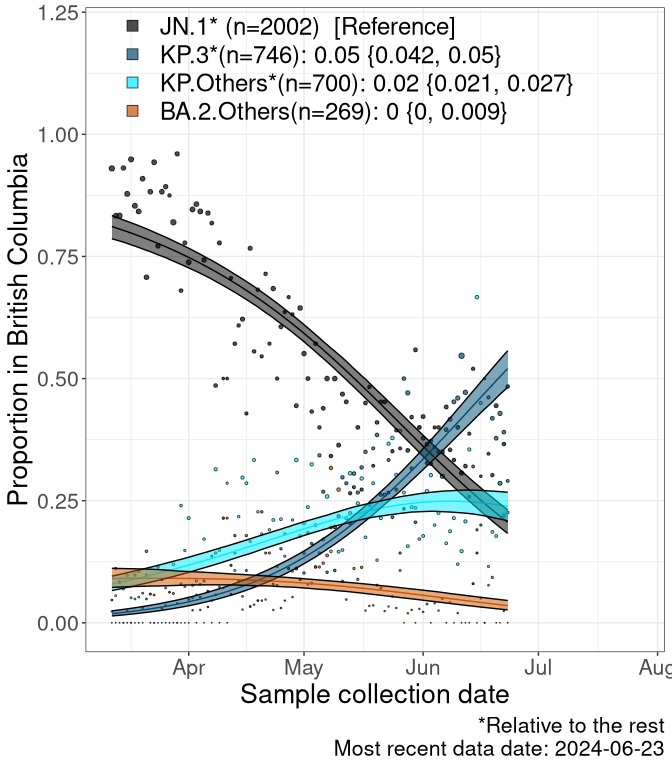 JN.1* (n=2002)  [Reference]
KP.3*(n=746): 0.05 {0.042, 0.05}
KP.Others*(n=700): 0.02 {0.021, 0.027}
BA.2.Others(n=269): 0 {0, 0.009}
Proportion in British Columbia
1.25
1.00
0.75
0.50
0.25
0.00
Apr May Jun Jul Aug
Sample collection date
*Relative to the rest
Most recent data date: 2024-06-23